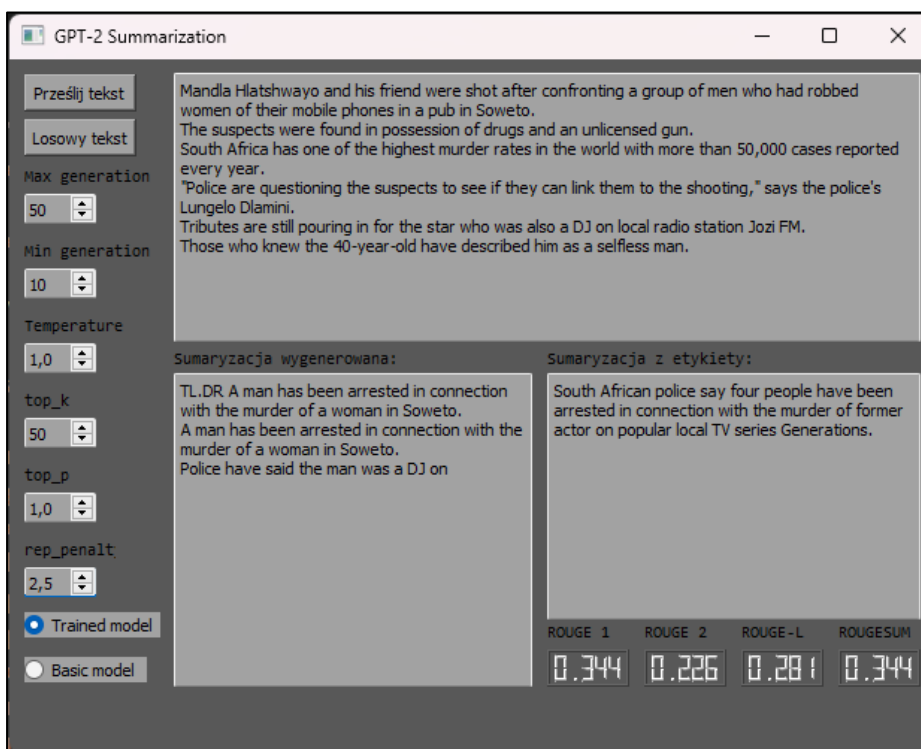 GPT-2 Summarization
Prześlij tekst
Losowy tekst
Max generation
50
Min generation
10
Temperature
1,0
top_k
50
top_p
1,0
rep_penalt
2,5
Trained model
Basic model
Mandla Hlatshwayo and his friend were shot after confronting a group of men who had robbed
women of their mobile phones in a pub in Soweto.
The suspects were found in possession of drugs and an unlicensed gun.
South Africa has one of the highest murder rates in the world with more than 50,000 cases reported
every year.
"Police are questioning the suspects to see if they can link them to the shooting," says the police's
Lungelo Dlamini.
Tributes are still pouring in for the star who was also a DJ on local radio station Jozi FM.
Those who knew the 40-year-old have described him as a selfless man.
Sumaryzacja wygenerowana:
TL.DR A man has been arrested in connection
with the murder of a woman in Soweto.
A man has been arrested in connection with the
murder of a woman in Soweto.
Police have said the man was a DJ on
Sumaryzacja z etykiety:
South African police say four people have been
arrested in connection with the murder of former
actor on popular local TV series Generations.
ROUGE 1 ROUGE 2 ROUGE-L ROUGESUM
0.344 0.226 0.281 0.344